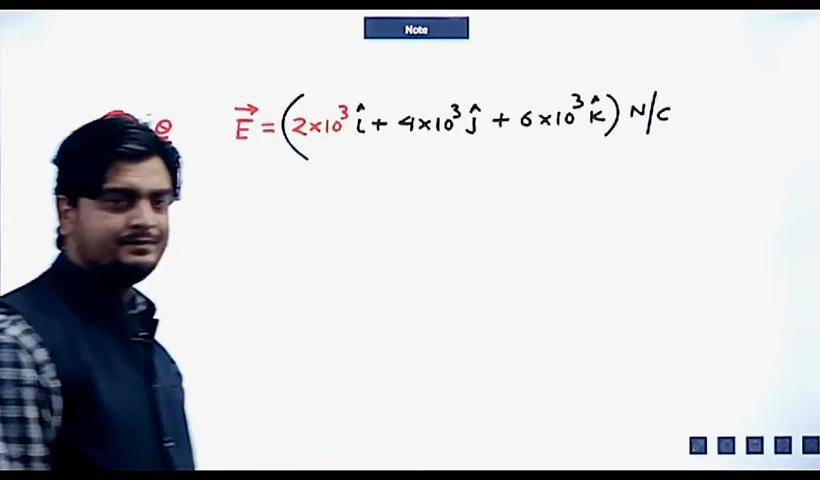 Note
Θ
E⃗ = (2×10³ î + 4×10³ ĵ + 6×10³ k̂) N/C